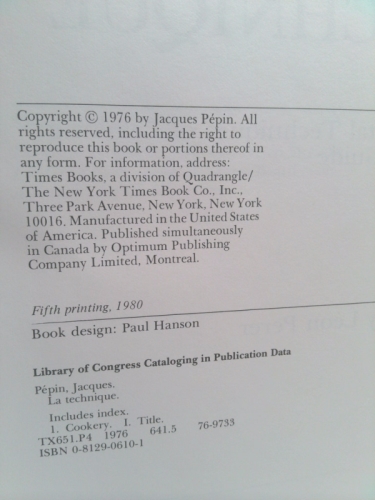 Copyright © 1976 by Jacques Pépin. All
rights reserved, including the right to
reproduce this book or portions thereof in
any form. For information, address:
Times Books, a division of Quadrangle/
The New York Times Book Co., Inc.,
Three Park Avenue, New York, New York
10016. Manufactured in the United States
of America. Published simultaneously
in Canada by Optimum Publishing
Company Limited, Montreal.
Fifth printing, 1980
Book design: Paul Hanson
Library of Congress Cataloging in Publication Data
Pépin, Jacques.
La technique.
Includes index.
1. Cookery. I. Title.
TX651.P4 1976 641.5 76-9733
ISBN 0-8129-0610-1